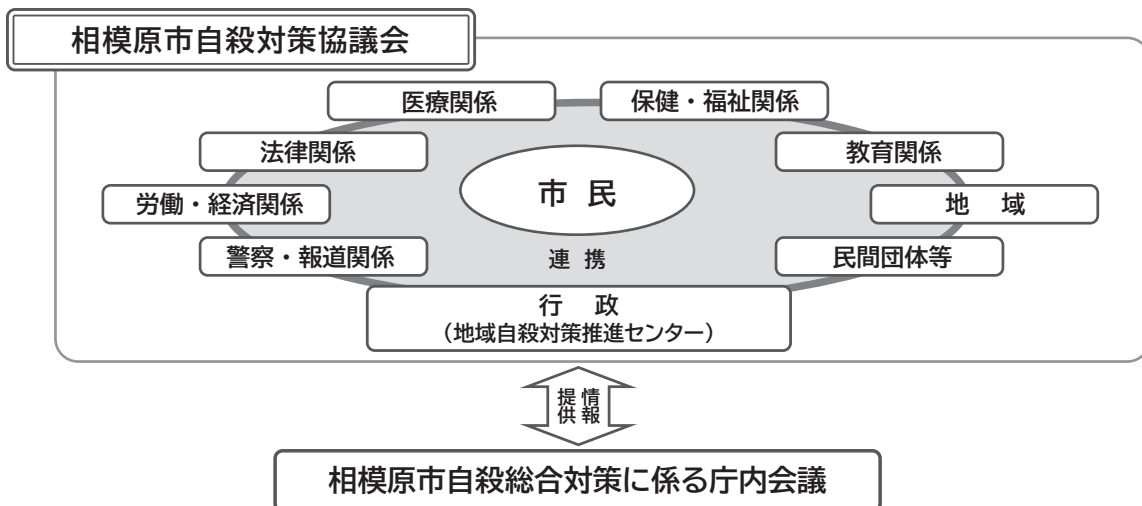 相模原市自殺対策協議会
医療関係
保健・福祉関係
法律関係
教育関係
市 民
労働・経済関係
地 域
警察・報道関係
連 携
民間団体等
行 政
（地域自殺対策推進センター）
情報
提供
相模原市自殺総合対策に係る庁内会議